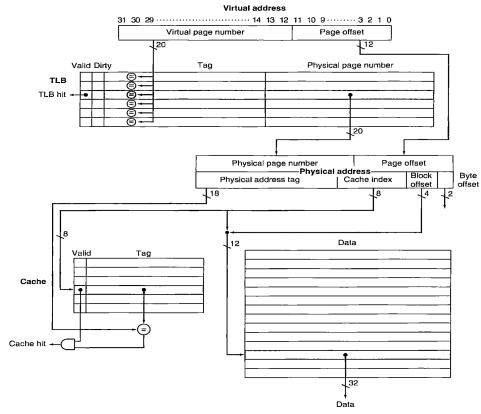 Virtual address
31 30 29 ··················· 14 13 12 11 10 9 ········ 3 2 1 0
Virtual page number Page offset
20 12
Valid Dirty Tag Physical page number
TLB
TLB hit
=
=
=
=
=
=
20
Physical page number Page offset
Physical address
Physical address tag Cache index Block offset Byte offset
18 8 4 2
8
12
Data
Valid Tag
Cache
=
Cache hit
32
Data